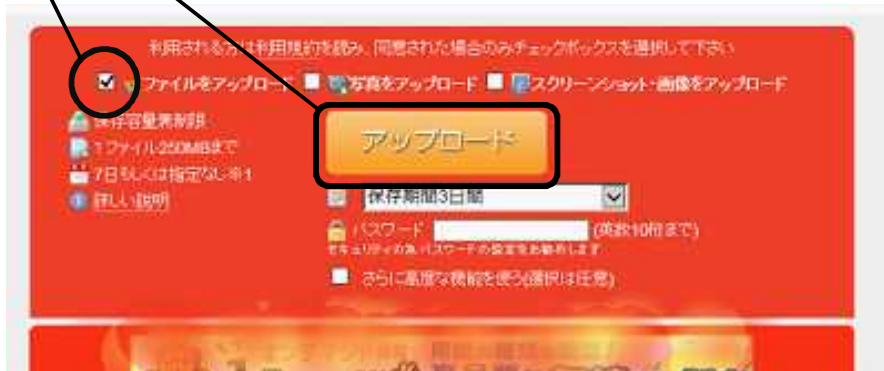 利用される方は利用規約を読み、同意された場合のみチェックボックスを選択して下さい
ファイルをアップロード 写真をアップロード スクリーンショット・画像をアップロード
保存容量無制限
1ファイル250MBまで
アップロード
7日もしくは指定なし※1
詳しい説明
保存期間3日間
パスワード (英数10桁まで)
セキュリティの為パスワードの設定をお勧めします
さらに高度な機能を使う(選択は任意)